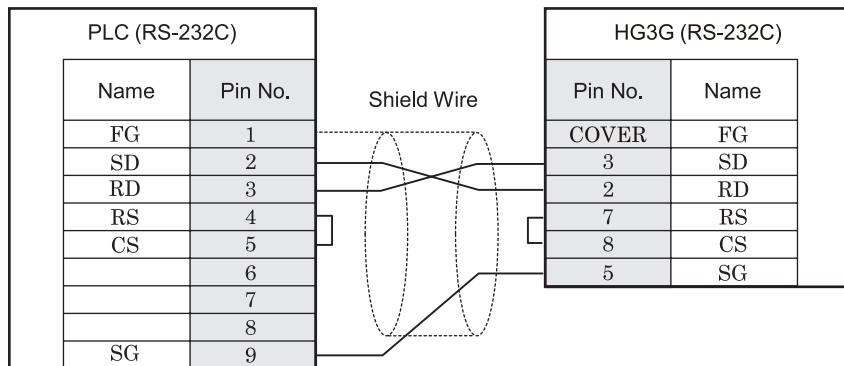 PLC (RS-232C)
Name Pin No.
FG 1
SD 2
RD 3
RS 4
CS 5
6
7
8
SG 9
Shield Wire
HG3G (RS-232C)
Pin No. Name
COVER FG
3 SD
2 RD
7 RS
8 CS
5 SG